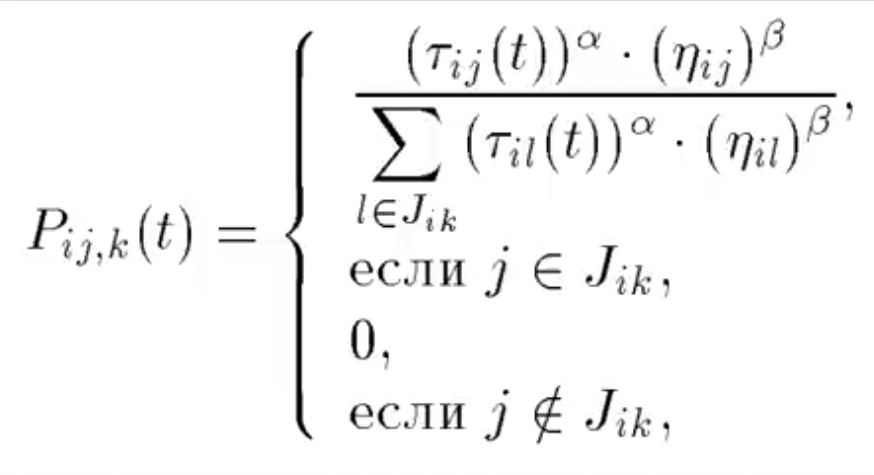 (τ_{ij}(t))^α · (η_{ij})^β
∑ (τ_{il}(t))^α · (η_{il})^β,
l∈J_{ik}
P_{ij,k}(t) = {
если j ∈ J_{ik},
0,
если j ∉ J_{ik},